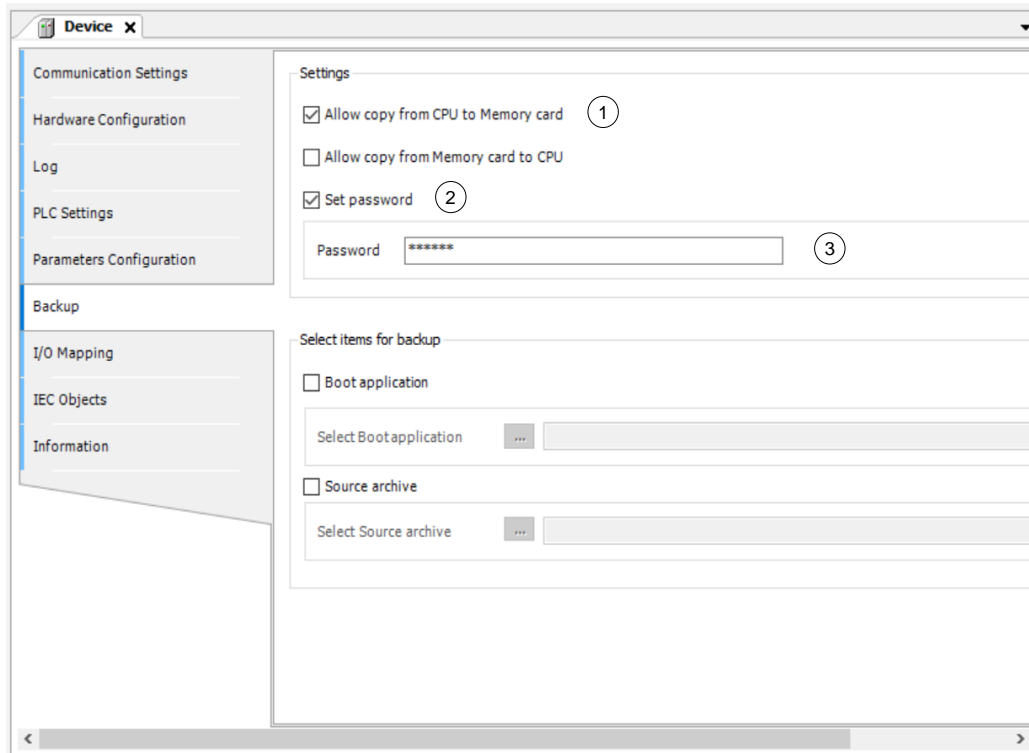 Device
Communication Settings
Hardware Configuration
Log
PLC Settings
Parameters Configuration
Backup
I/O Mapping
IEC Objects
Information
Settings
Allow copy from CPU to Memory card 1
Allow copy from Memory card to CPU
Set password 2
Password ****** 3
Select items for backup
Boot application
Select Boot application ...
Source archive
Select Source archive ...